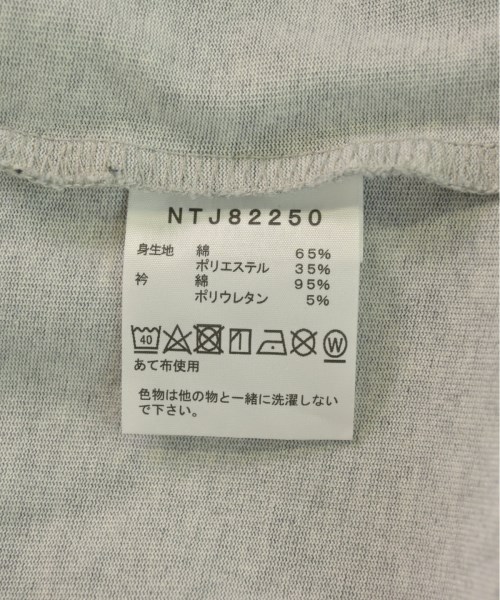 NTJ82250
身生地 綿 65%
ポリエステル 35%
衿 綿 95%
ポリウレタン 5%
40 W
あて布使用
色物は他の物と一緒に洗濯しない
で下さい。